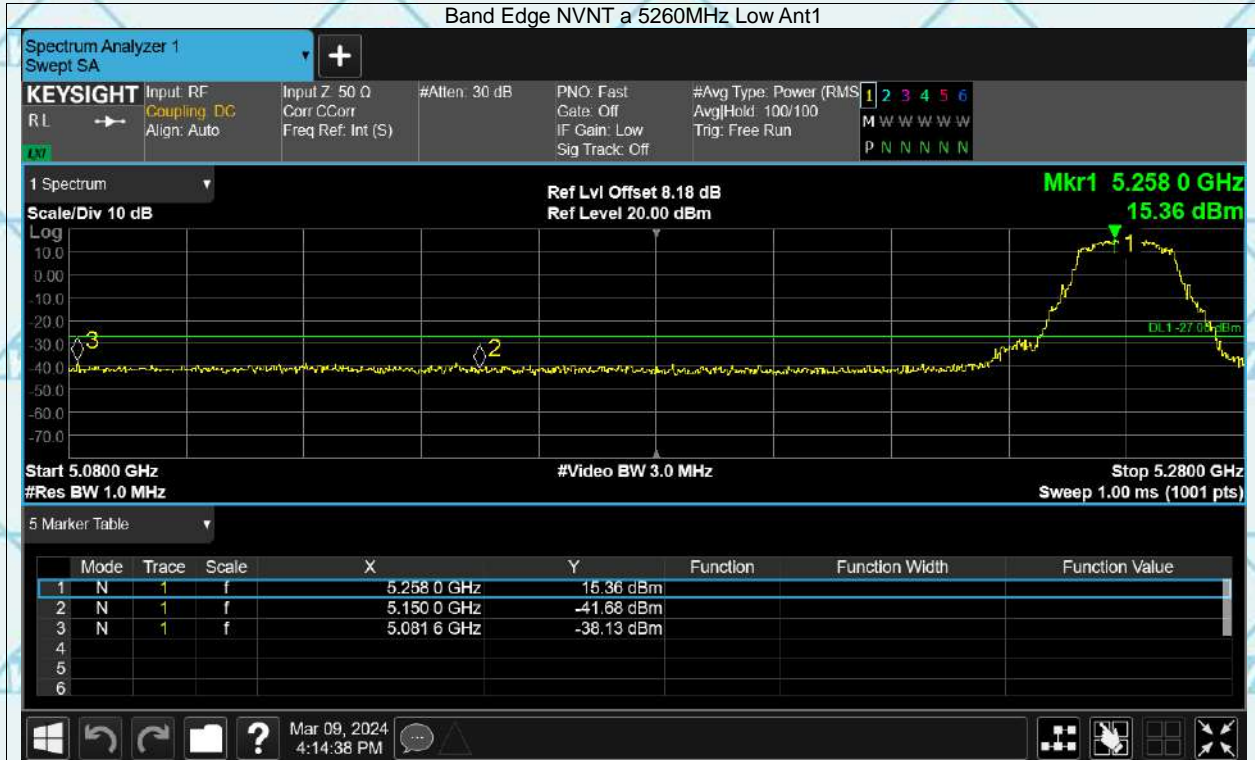 Band Edge NVNT a 5260MHz Low Ant1
Spectrum Analyzer 1
Swept SA
KEYSIGHT
RL
LXI
Input: RF
Coupling: DC
Align: Auto
Input Z: 50 Ω
Corr CCorr
Freq Ref: Int (S)
#Atten: 30 dB
PNO: Fast
Gate: Off
IF Gain: Low
Sig Track: Off
#Avg Type: Power (RMS
Avg|Hold: 100/100
Trig: Free Run
1 2 3 4 5 6
M W W W W W
P N N N N N
1 Spectrum
Scale/Div 10 dB
Ref Lvl Offset 8.18 dB
Ref Level 20.00 dBm
Mkr1 5.258 0 GHz
15.36 dBm
Log
10.0
0.00
-10.0
-20.0
-30.0
-40.0
-50.0
-60.0
-70.0
1
2
3
DL1 -27.00 dBm
Start 5.0800 GHz
#Video BW 3.0 MHz
Stop 5.2800 GHz
#Res BW 1.0 MHz
Sweep 1.00 ms (1001 pts)
5 Marker Table
Mode Trace Scale X Y Function Function Width Function Value
1 N 1 f 5.258 0 GHz 15.36 dBm
2 N 1 f 5.150 0 GHz -41.68 dBm
3 N 1 f 5.081 6 GHz -38.13 dBm
4
5
6
?
Mar 09, 2024
4:14:38 PM